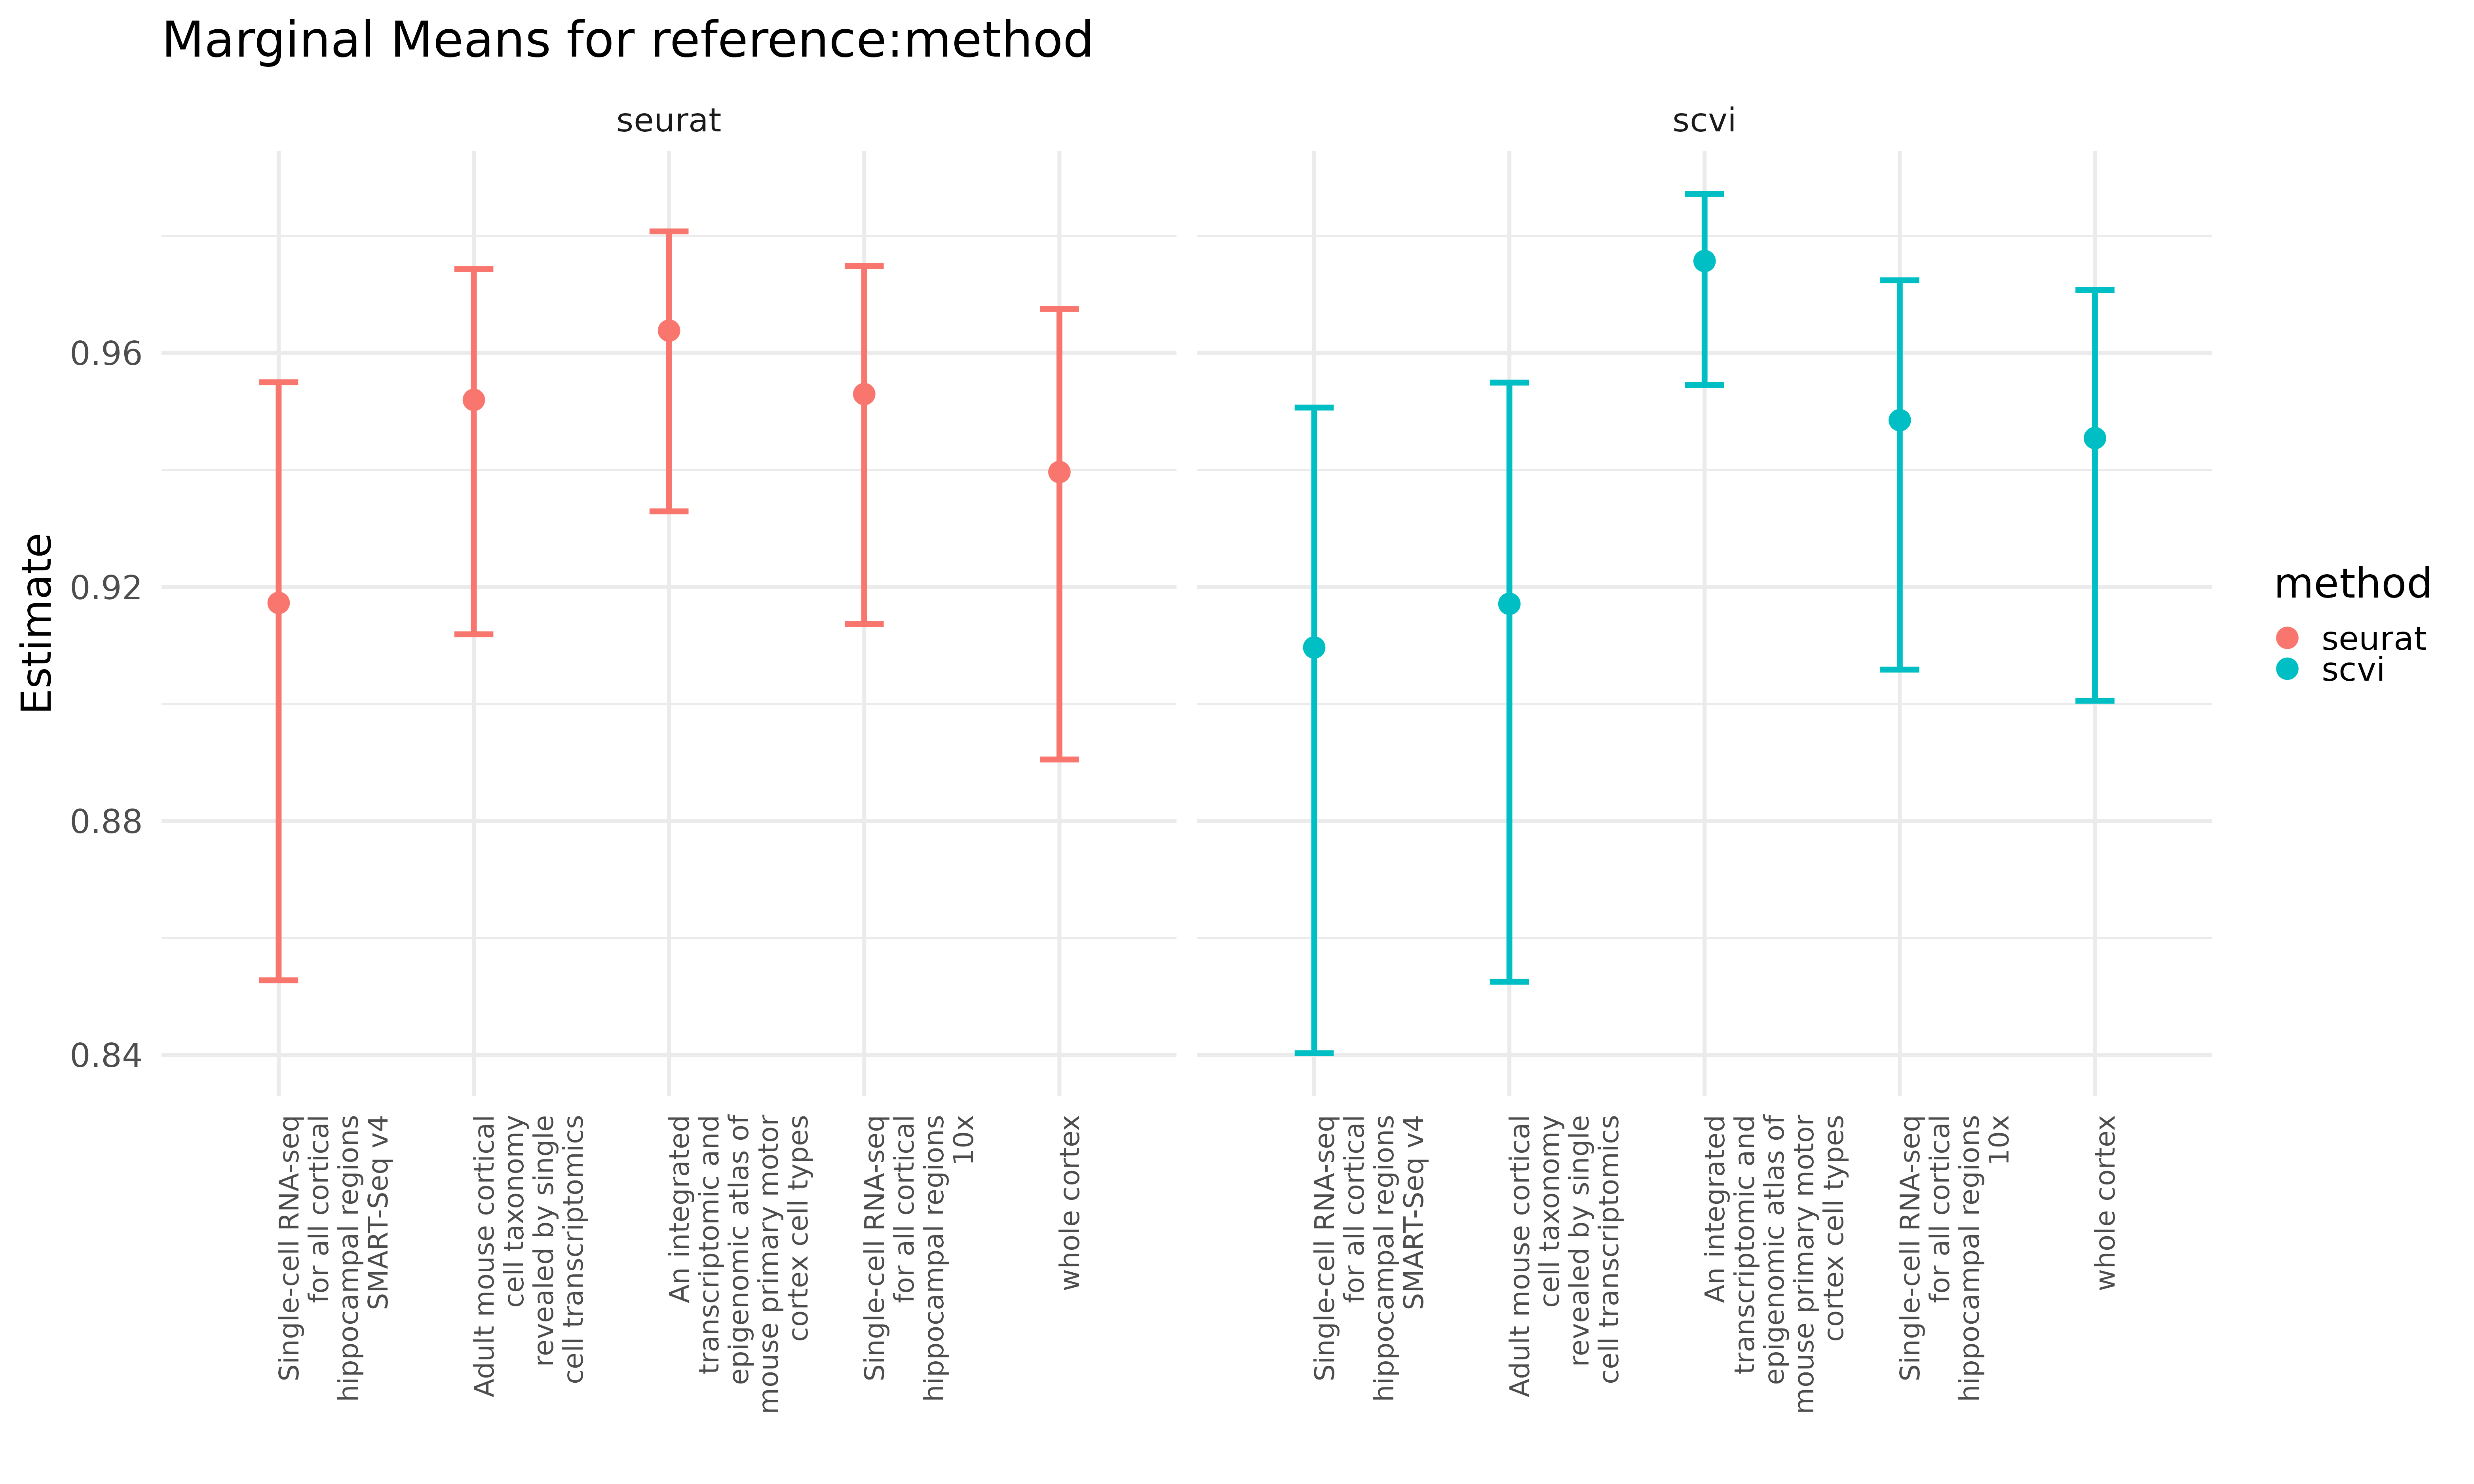 Marginal Means for reference:method
seurat
scvi
Estimate
0.96
0.92
0.88
0.84
Single-cell RNA-seq
for all cortical
hippocampal regions
SMART-Seq v4
Adult mouse cortical
cell taxonomy
revealed by single
cell transcriptomics
An integrated
transcriptomic and
epigenomic atlas of
mouse primary motor
cortex cell types
Single-cell RNA-seq
for all cortical
hippocampal regions
10x
whole cortex
Single-cell RNA-seq
for all cortical
hippocampal regions
SMART-Seq v4
Adult mouse cortical
cell taxonomy
revealed by single
cell transcriptomics
An integrated
transcriptomic and
epigenomic atlas of
mouse primary motor
cortex cell types
Single-cell RNA-seq
for all cortical
hippocampal regions
10x
whole cortex
method
seurat
scvi